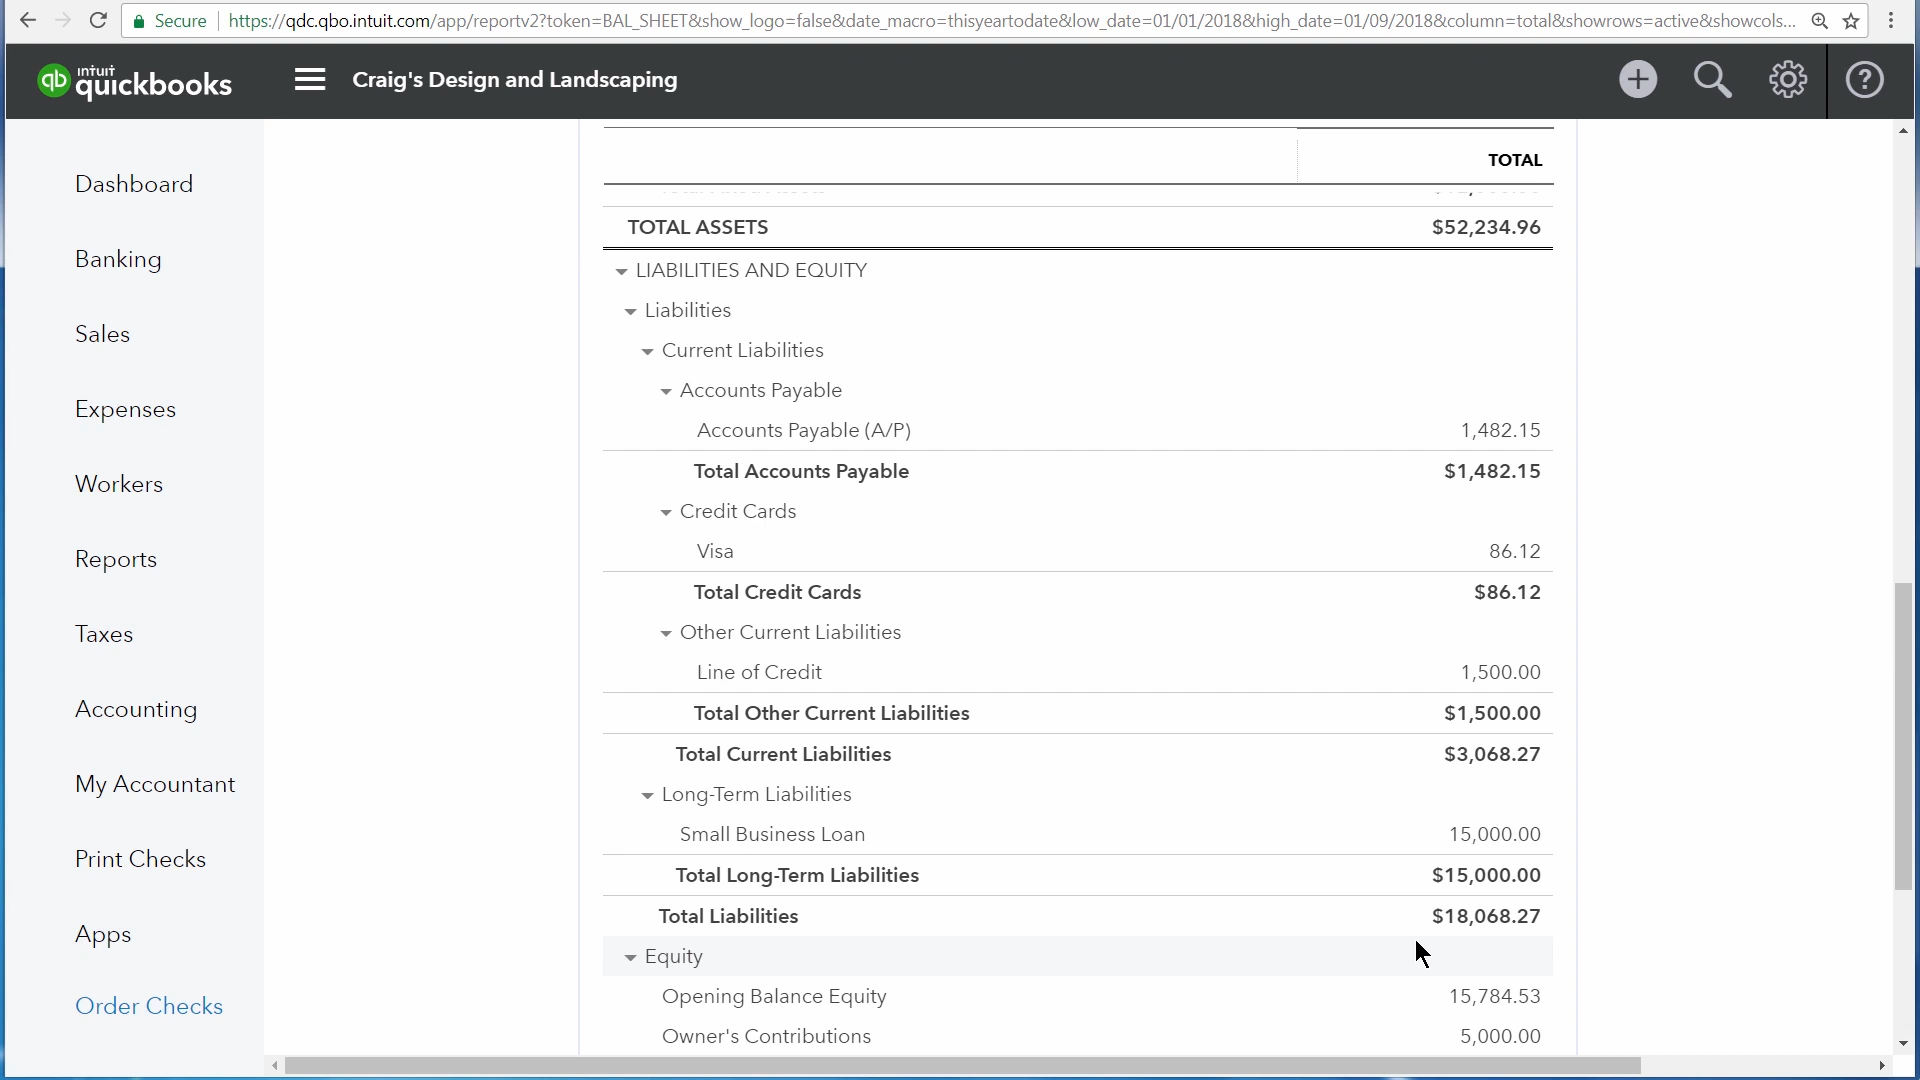 Secure https://qdc.qbo.intuit.com/app/reportv2?token=BAL_SHEET&show_logo=false&date_macro=thisyeartodate&low_date=01/01/2018&high_date=01/09/2018&column=total&showrows=active&showcols...
qb intuit quickbooks Craig's Design and Landscaping
Dashboard
Banking
Sales
Expenses
Workers
Reports
Taxes
Accounting
My Accountant
Print Checks
Apps
Order Checks
TOTAL
TOTAL ASSETS $52,234.96
LIABILITIES AND EQUITY
Liabilities
Current Liabilities
Accounts Payable
Accounts Payable (A/P) 1,482.15
Total Accounts Payable $1,482.15
Credit Cards
Visa 86.12
Total Credit Cards $86.12
Other Current Liabilities
Line of Credit 1,500.00
Total Other Current Liabilities $1,500.00
Total Current Liabilities $3,068.27
Long-Term Liabilities
Small Business Loan 15,000.00
Total Long-Term Liabilities $15,000.00
Total Liabilities $18,068.27
Equity
Opening Balance Equity 15,784.53
Owner's Contributions 5,000.00